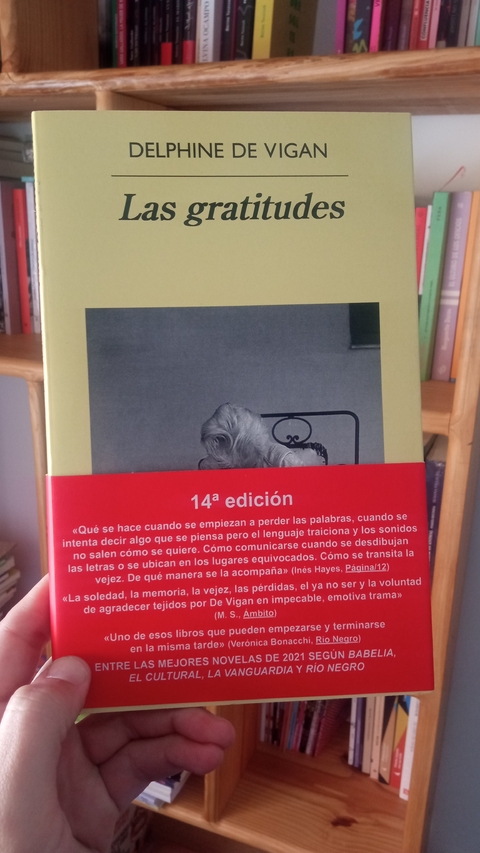 DELPHINE DE VIGAN
Las gratitudes
14ª edición
«Qué se hace cuando se empiezan a perder las palabras, cuando se
intenta decir algo que se piensa pero el lenguaje traiciona y los sonidos
no salen cómo se quiere. Cómo comunicarse cuando se desdibujan
las letras o se ubican en los lugares equivocados. Cómo se transita la
vejez. De qué manera se la acompaña» (Inés Hayes, Página/12)
«La soledad, la memoria, la vejez, las pérdidas, el ya no ser y la voluntad
de agradecer tejidos por De Vigan en impecable, emotiva trama»
(M. S., Ámbito)
«Uno de esos libros que pueden empezarse y terminarse
en la misma tarde» (Verónica Bonacchi, Río Negro)
ENTRE LAS MEJORES NOVELAS DE 2021 SEGÚN BABELIA,
EL CULTURAL, LA VANGUARDIA Y RÍO NEGRO